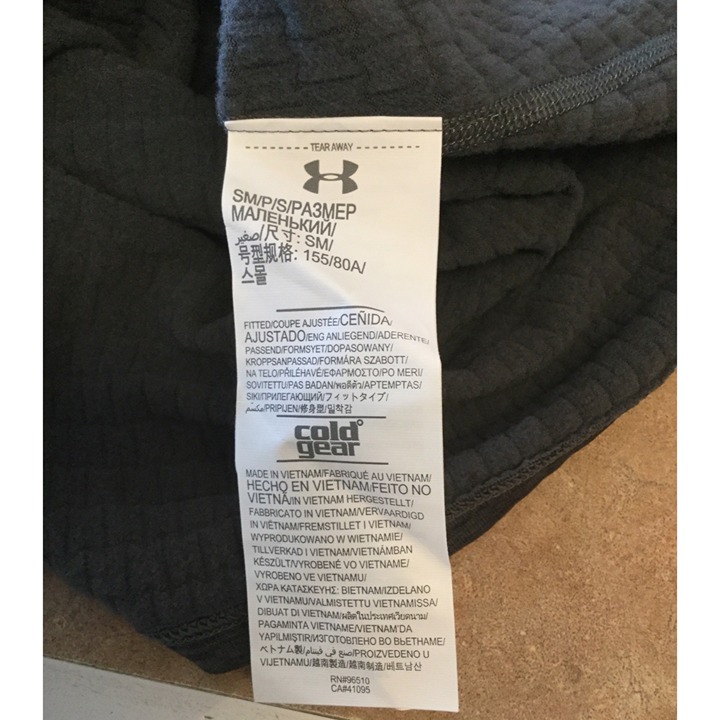 TEAR AWAY
SM/P/S/РАЗМЕР
МАЛЕНЬКИЙ/
صغير/尺寸: SM/
号型规格: 155/80A/
스몰
FITTED/COUPE AJUSTÉE/CEÑIDA/
AJUSTADO/ENG ANLIEGEND/ADERENTE/
PASSEND/FORMSYET/DOPASOWANY/
KROPPSANPASSAD/FORMÁRA SZABOTT/
NA TELO/PŘILÉHAVÉ/ΕΦΑΡΜΟΣΤΟ/PO MERI/
SOVITETTU/PAS BADAN/พอดีตัว/APTEMPTAS/
SIKI/ПРИЛЕГАЮЩИЙ/フィットタイプ/
مكسّم/PRIPIJEN/修身型/밀착감
cold gear
MADE IN VIETNAM/FABRIQUÉ AU VIETNAM/
HECHO EN VIETNAM/FEITO NO
VIETNÃ/IN VIETNAM HERGESTELLT/
FABBRICATO IN VIETNAM/VERVAARDIGD
IN VIËTNAM/FREMSTILLET I VIETNAM/
WYPRODUKOWANO W WIETNAMIE/
TILLVERKAD I VIETNAM/VIETNÁMBAN
KÉSZÜLT/VYROBENÉ VO VIETNAME/
VYROBENO VE VIETNAMU/
ΧΩΡΑ ΚΑΤΑΣΚΕΥΗΣ: ΒΙΕΤΝΑΜ/IZDELANO
V VIETNAMU/VALMISTETTU VIETNAMISSA/
DIBUAT DI VIETNAM/ผลิตในประเทศเวียดนาม/
PAGAMINTA VIETNAME/VIETNAM'DA
YAPILMIŞTIR/ИЗГОТОВЛЕНО ВО ВЬЕТНАМЕ/
ベトナム製/صنع في فيتنام/PROIZVEDENO U
VIJETNAMU/越南製造/越南制造/베트남산
RN#96510
CA#41095